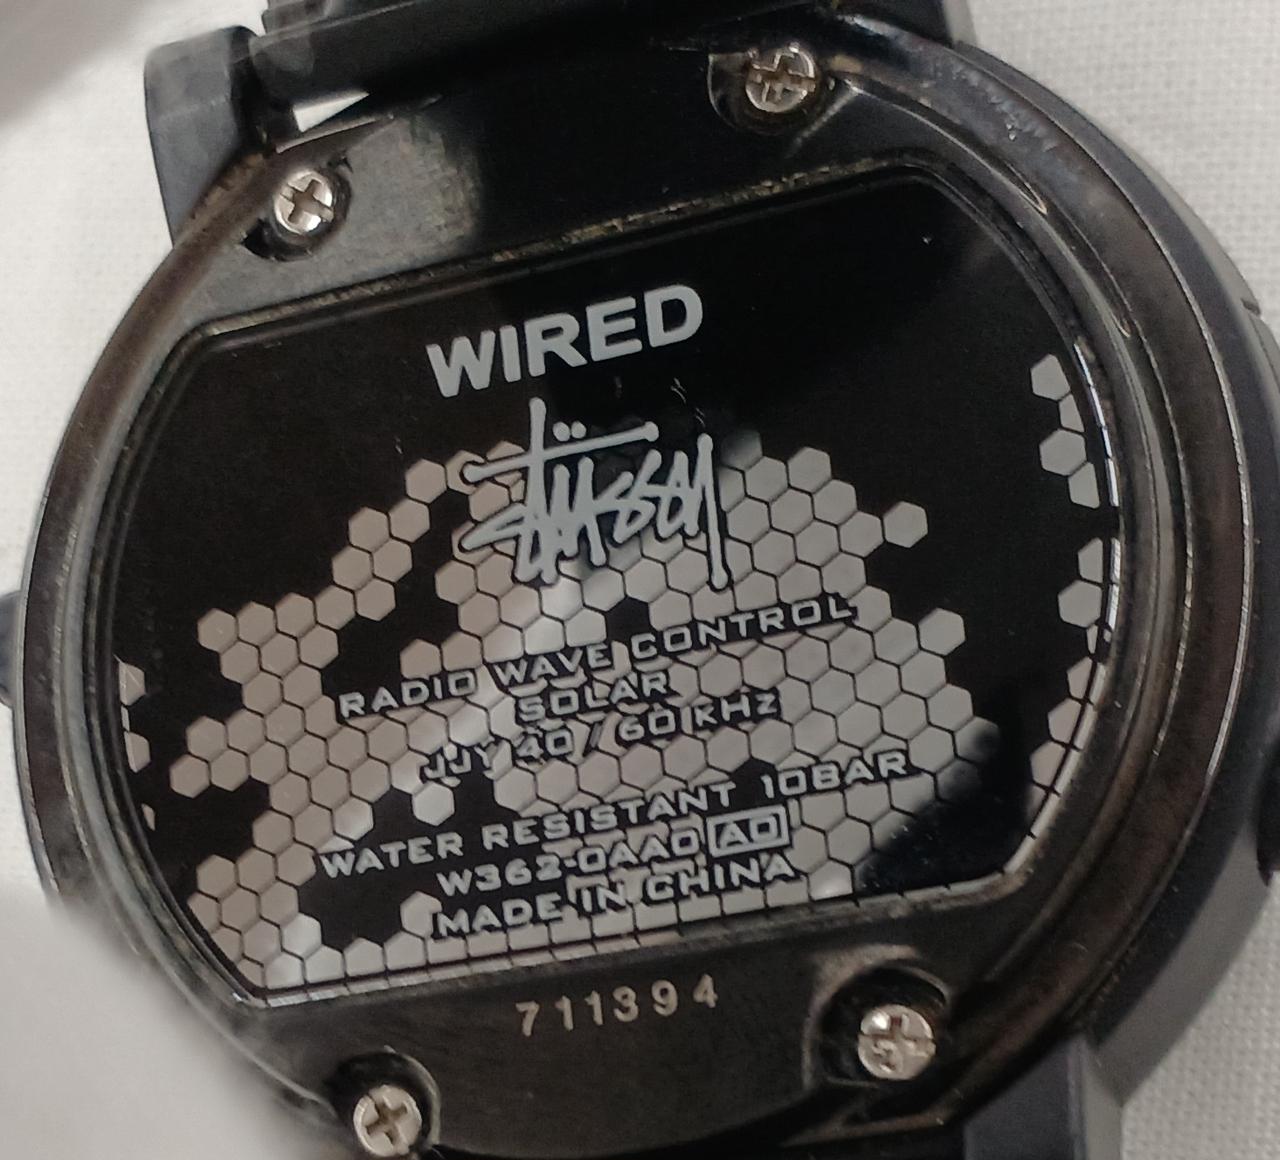 WIRED
stüssy
RADIO WAVE CONTROL
SOLAR
JJY 40/60 kHz
WATER RESISTANT 10BAR
W362-0AA0 A0
MADE IN CHINA
711394